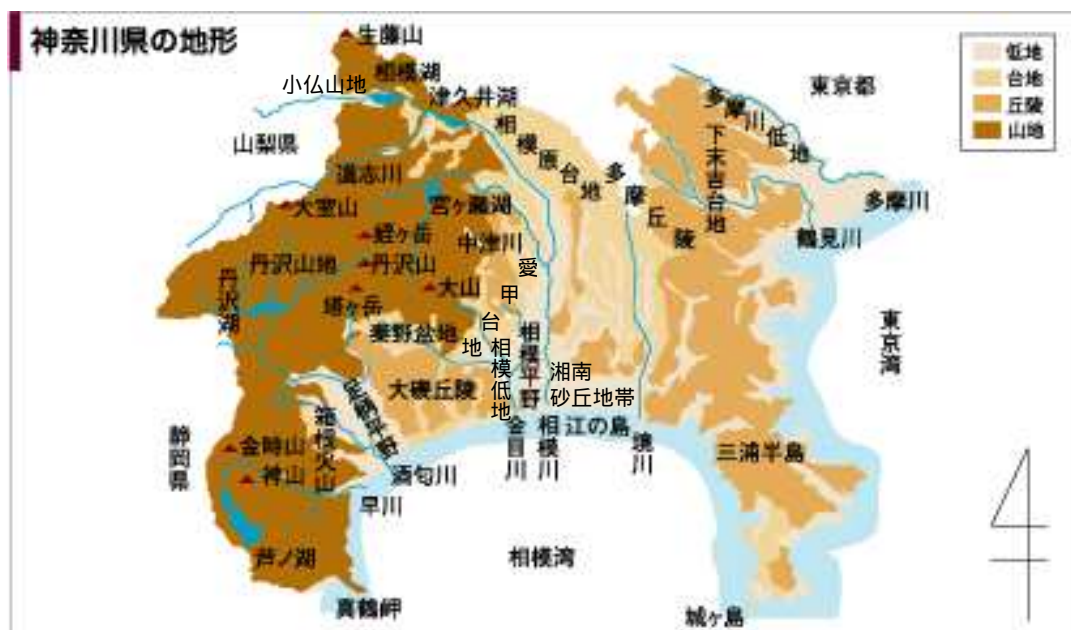 神奈川県の地形
生藤山
低地
台地
丘陵
山地
相模湖
小仏山地
津久井湖
東京都
多摩川低地
相模原台地
下末吉台地
山梨県
道志川
多摩丘陵
多摩川
大室山
宮ヶ瀬湖
鶴見川
蛭ヶ岳
中津川
丹沢山地
丹沢山
愛甲台地
大山
丹沢湖
塔ヶ岳
秦野盆地
相模平野
東京湾
相模低地
湘南
砂丘地帯
大磯丘陵
足柄平野
箱根火山
江の島
金目川
相模川
境川
静岡県
金時山
三浦半島
神山
酒匂川
早川
芦ノ湖
相模湾
真鶴岬
城ヶ島